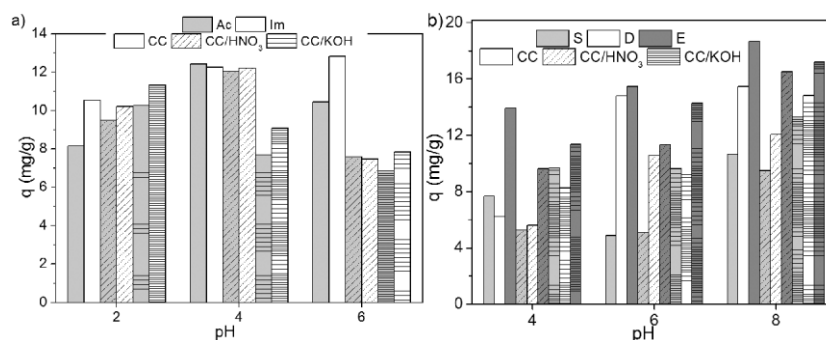 a)
Ac Im
CC CC/HNO₃ CC/KOH
q (mg/g)
14
12
10
8
6
4
2
0
2 4 6
pH
b)
S D E
CC CC/HNO₃ CC/KOH
q (mg/g)
20
16
12
8
4
0
4 6 8
pH